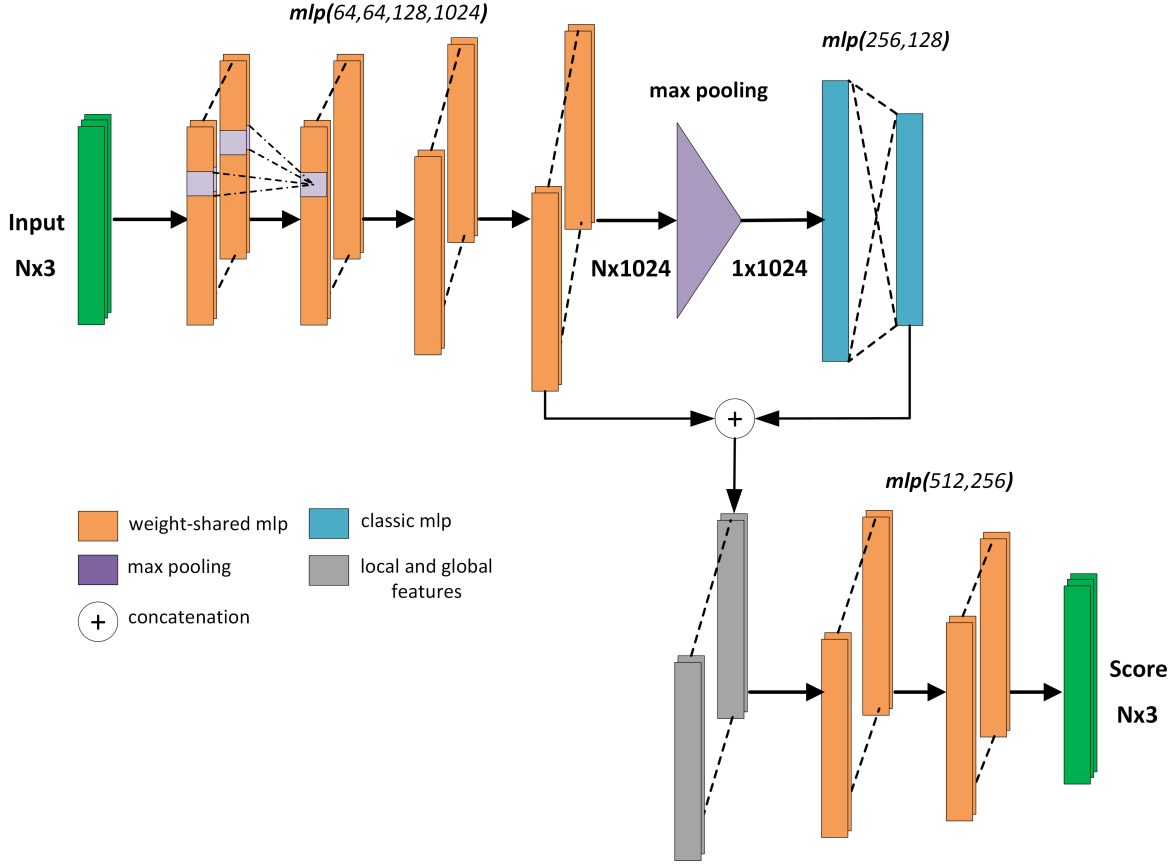 mlp(64,64,128,1024)
mlp(256,128)
max pooling
Input
Nx3
Nx1024
1x1024
+
mlp(512,256)
weight-shared mlp
classic mlp
max pooling
local and global
features
+
concatenation
Score
Nx3